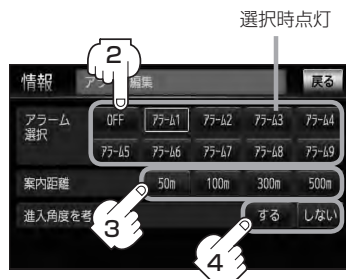 選択時点灯
2
情報 編集 戻る
アラーム OFF アラーム1 アラーム2 アラーム3 アラーム4
選択 アラーム5 アラーム6 アラーム7 アラーム8 アラーム9
案内距離 50m 100m 300m 500m
3
進入角度を考 する しない
4